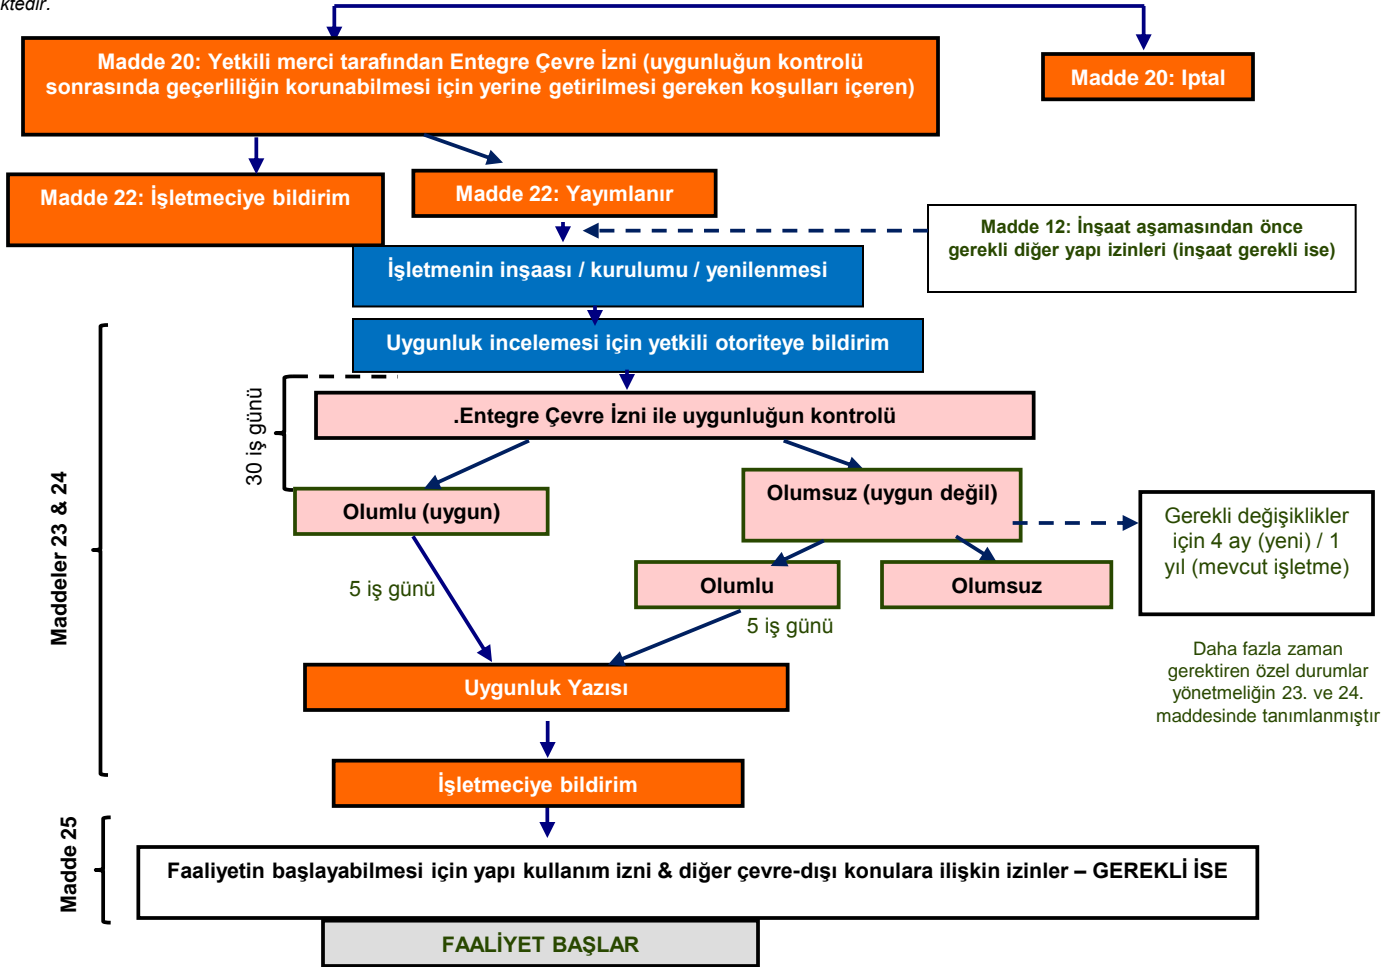 ktedir.
Madde 20: Yetkili merci tarafından Entegre Çevre İzni (uygunluğun kontrolü
sonrasında geçerliliğin korunabilmesi için yerine getirilmesi gereken koşulları içeren)
Madde 20: Iptal
Madde 22: İşletmeciye bildirim
Madde 22: Yayımlanır
Madde 12: İnşaat aşamasından önce
gerekli diğer yapı izinleri (inşaat gerekli ise)
İşletmenin inşaası / kurulumu / yenilenmesi
Uygunluk incelemesi için yetkili otoriteye bildirim
30 iş günü
.Entegre Çevre İzni ile uygunluğun kontrolü
Maddeler 23 & 24
Olumlu (uygun)
Olumsuz (uygun değil)
Gerekli değişiklikler
için 4 ay (yeni) / 1
yıl (mevcut işletme)
5 iş günü
Olumlu
Olumsuz
5 iş günü
Daha fazla zaman
gerektiren özel durumlar
yönetmeliğin 23. ve 24.
maddesinde tanımlanmıştır
Uygunluk Yazısı
İşletmeciye bildirim
Madde 25
Faaliyetin başlayabilmesi için yapı kullanım izni & diğer çevre-dışı konulara ilişkin izinler – GEREKLİ İSE
FAALİYET BAŞLAR